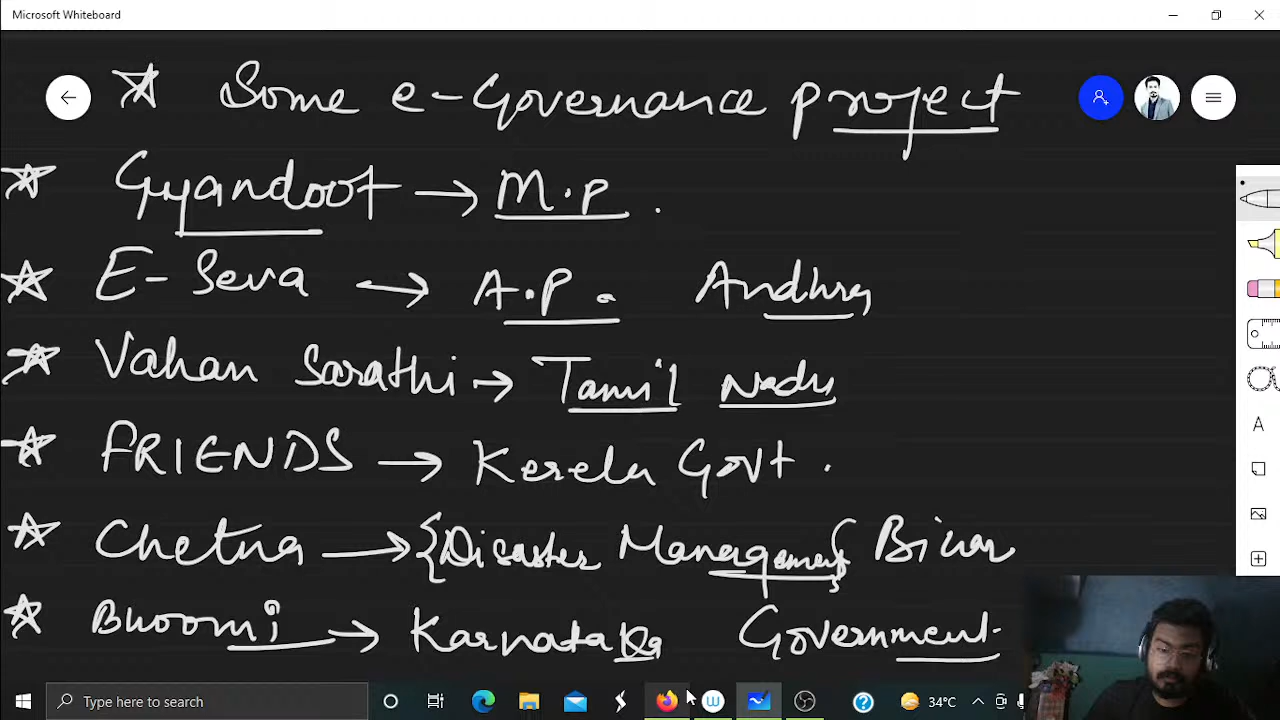 Microsoft Whiteboard
Some e-Governance project
Gyandoot → M.P.
E-Seva → A.P. Andhra
Vahan Sarathi → Tamil Nadu
FRIENDS → Kerela Govt.
Chetna → {Disaster Management} Bihar
Bhoomi → Karnataka Government.
A
Type here to search
34°C